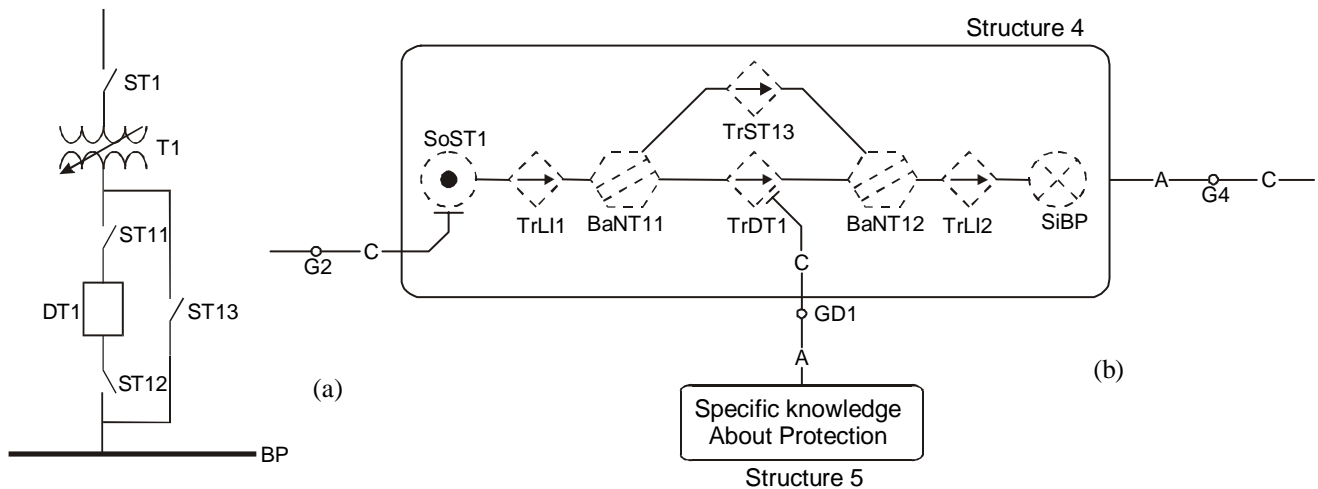 ST1
T1
ST11
DT1
ST13
ST12
BP
(a)
Structure 4
SoST1
TrST13
TrLI1
BaNT11
TrDT1
BaNT12
TrLI2
SiBP
G2
C
A
G4
C
C
GD1
A
(b)
Specific knowledge
About Protection
Structure 5